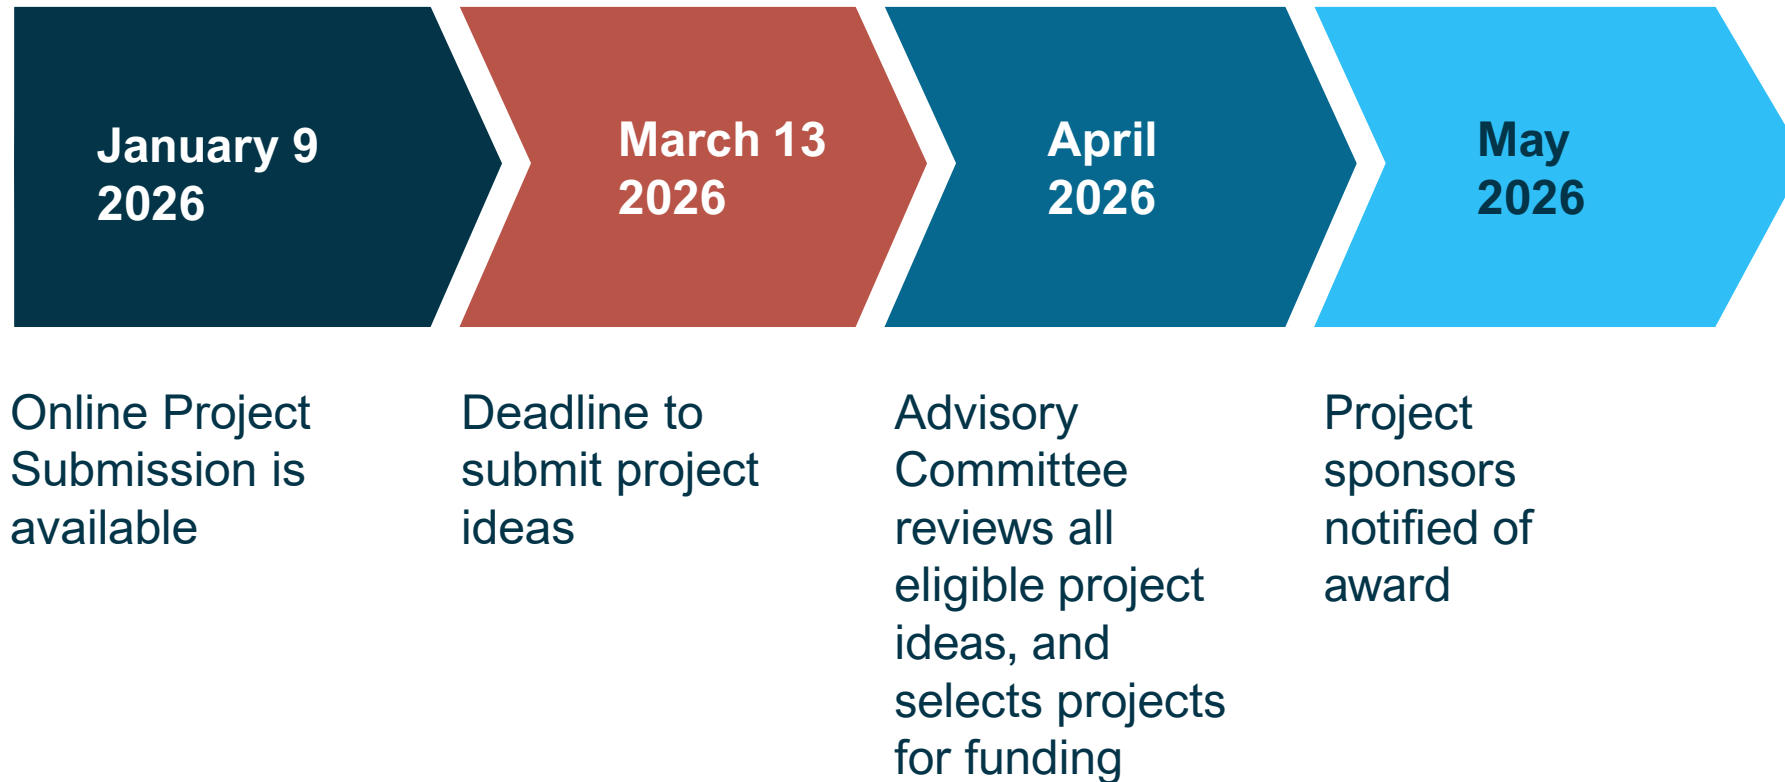 January 9
2026
March 13
2026
April
2026
May
2026
Online Project
Submission is
available
Deadline to
submit project
ideas
Advisory
Committee
reviews all
eligible project
ideas, and
selects projects
for funding
Project
sponsors
notified of
award